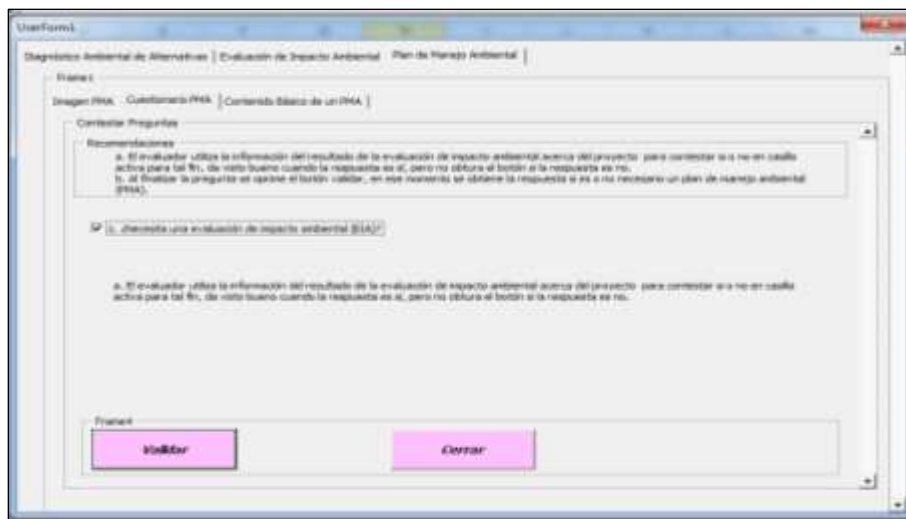 UserForm1
Diagnóstico Ambiental de Alternativas | Evaluación de Impacto Ambiental Plan de Manejo Ambiental
Frame1
Imagen PMA Cuestionario PMA Contenido Básico de un PMA
Contestar Preguntas
Recomendaciones
a. El evaluador utiliza la información del resultado de la evaluación de impacto ambiental acerca del proyecto para contestar si o no en casilla
activa para tal fin, da visto bueno cuando la respuesta es si, pero no obtura el botón si la respuesta es no.
b. Al finalizar la pregunta se oprime el botón validar, en ese momento se obtiene la respuesta si es o no necesario un plan de manejo ambiental
(PMA).
1. ¿Necesita una evaluación de impacto ambiental (EIA)?
a. El evaluador utiliza la información del resultado de la evaluación de impacto ambiental acerca del proyecto para contestar si o no en casilla
activa para tal fin, da visto bueno cuando la respuesta es si, pero no obtura el botón si la respuesta es no.
Frame4
Validar Cerrar